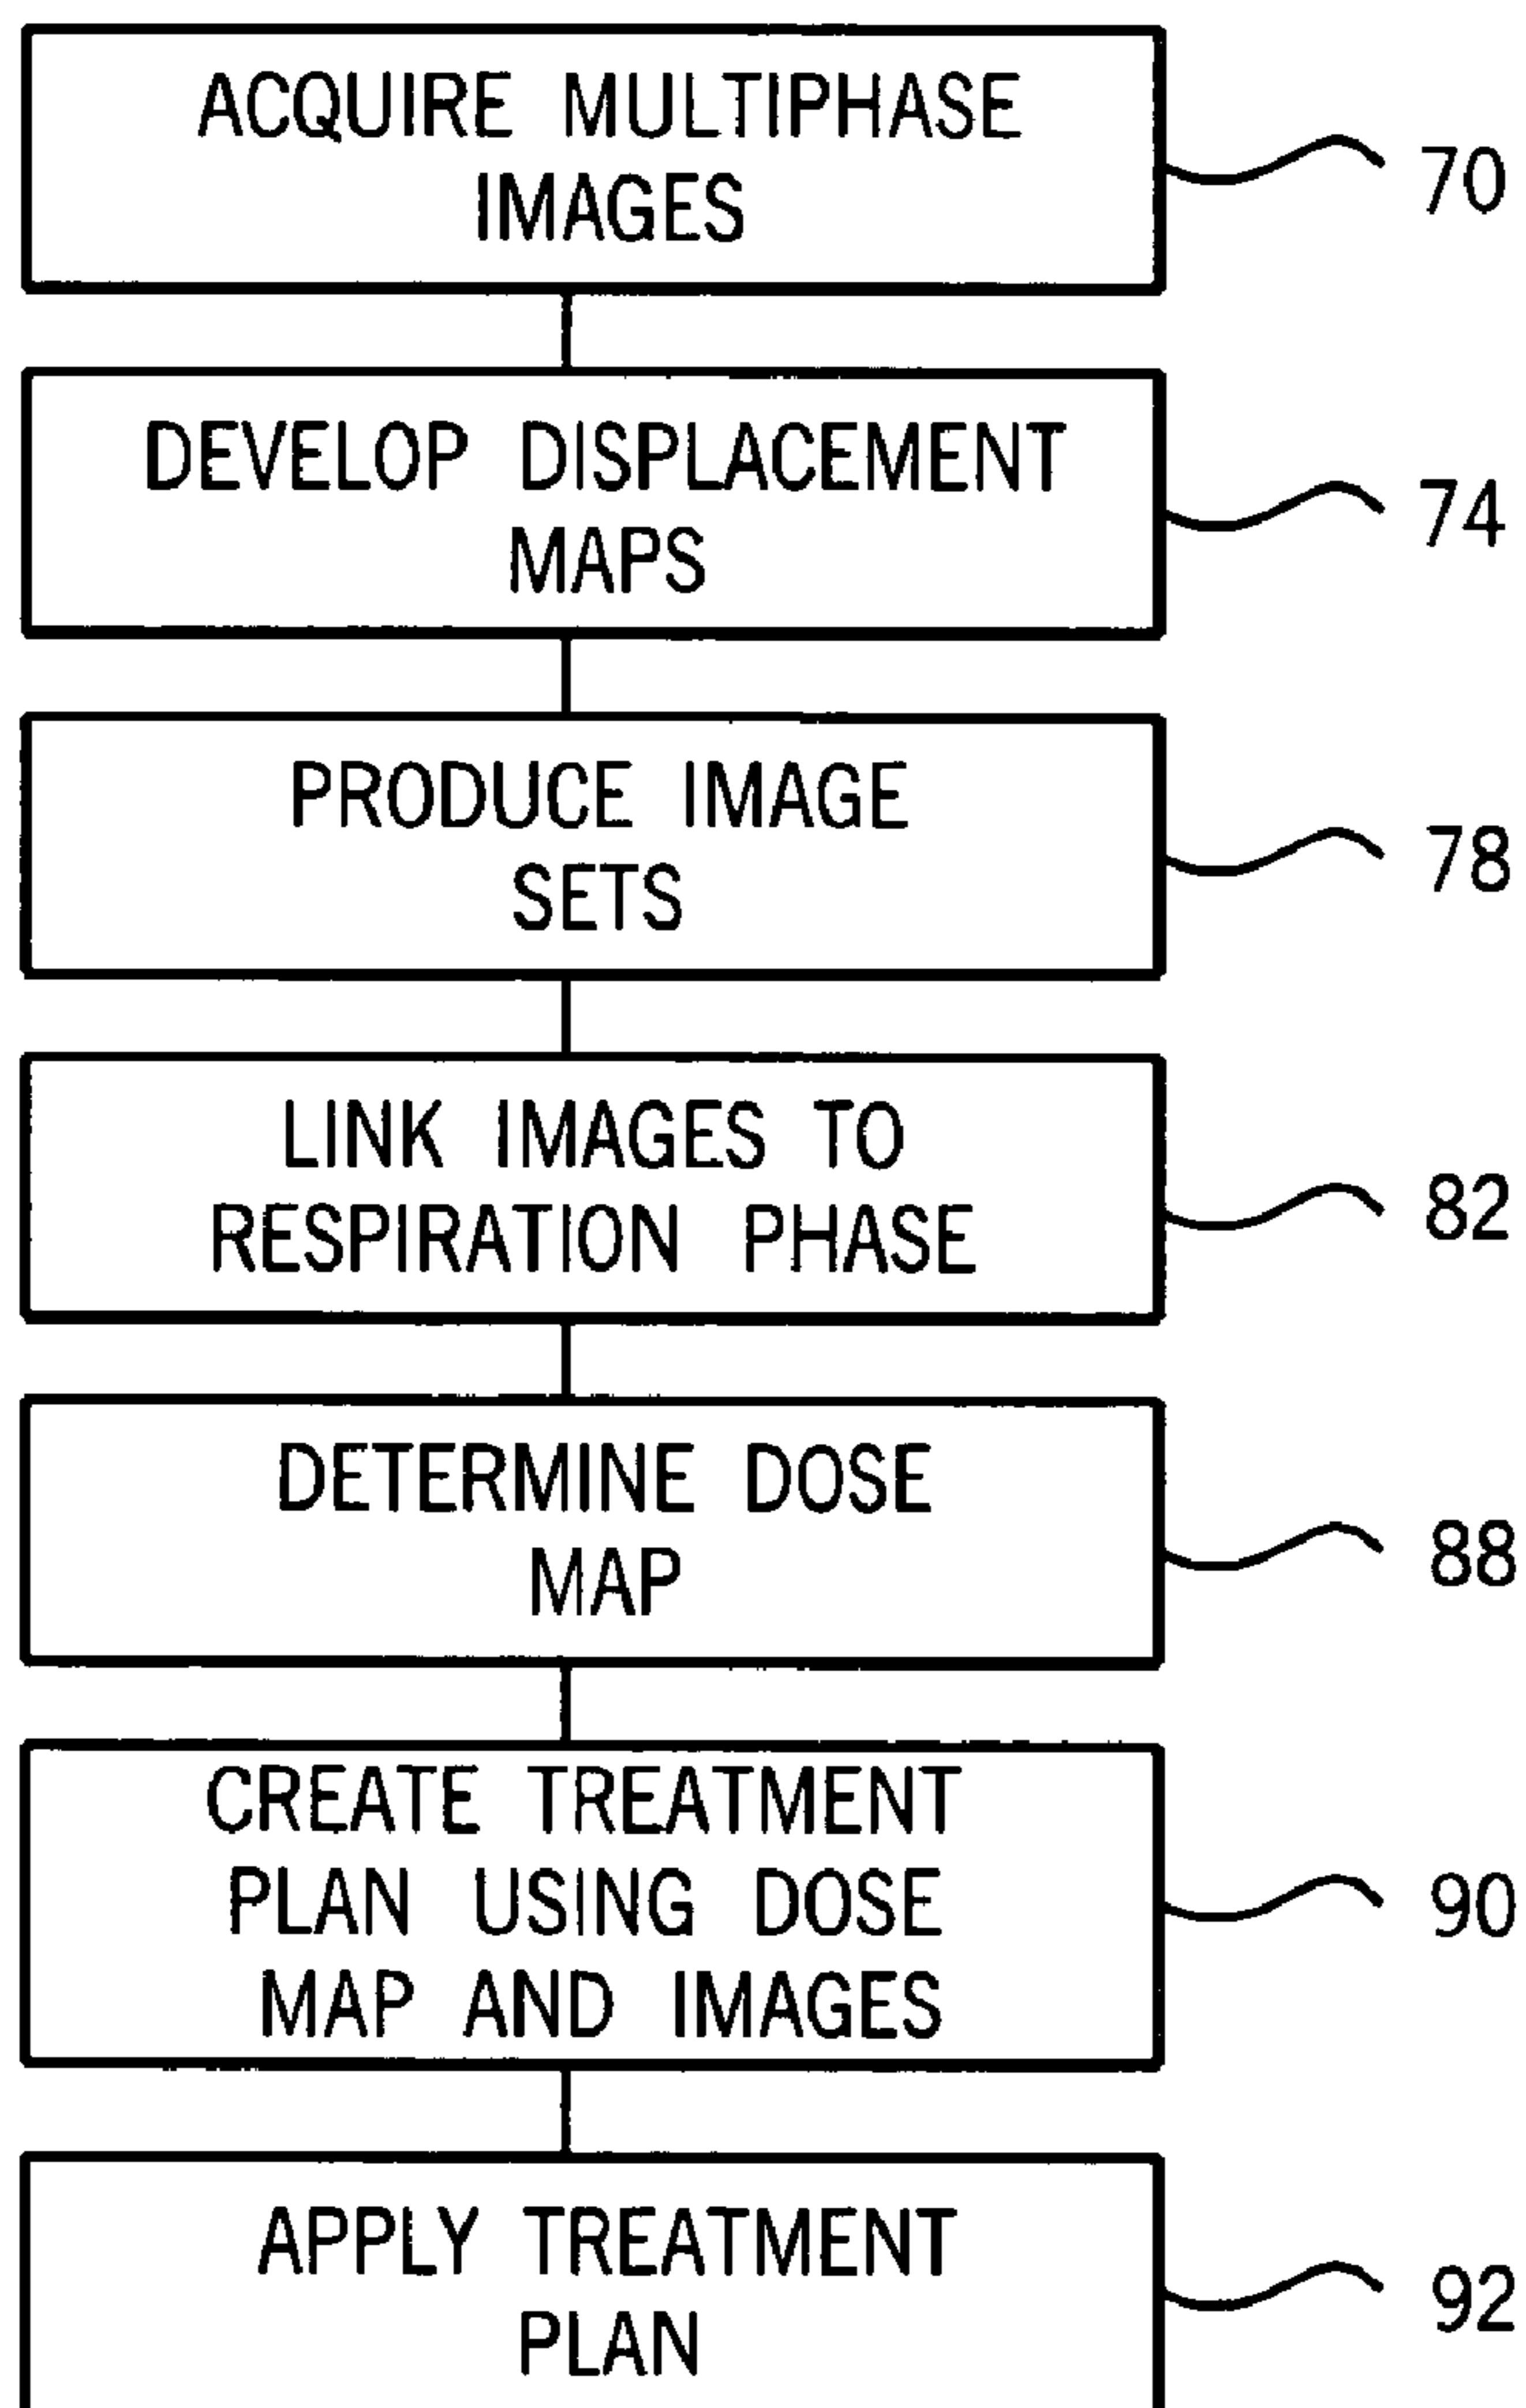 ACQUIRE MULTIPHASE
IMAGES
70
DEVELOP DISPLACEMENT
MAPS
74
PRODUCE IMAGE
SETS
78
LINK IMAGES TO
RESPIRATION PHASE
82
DETERMINE DOSE
MAP
88
CREATE TREATMENT
PLAN USING DOSE
MAP AND IMAGES
90
APPLY TREATMENT
PLAN
92